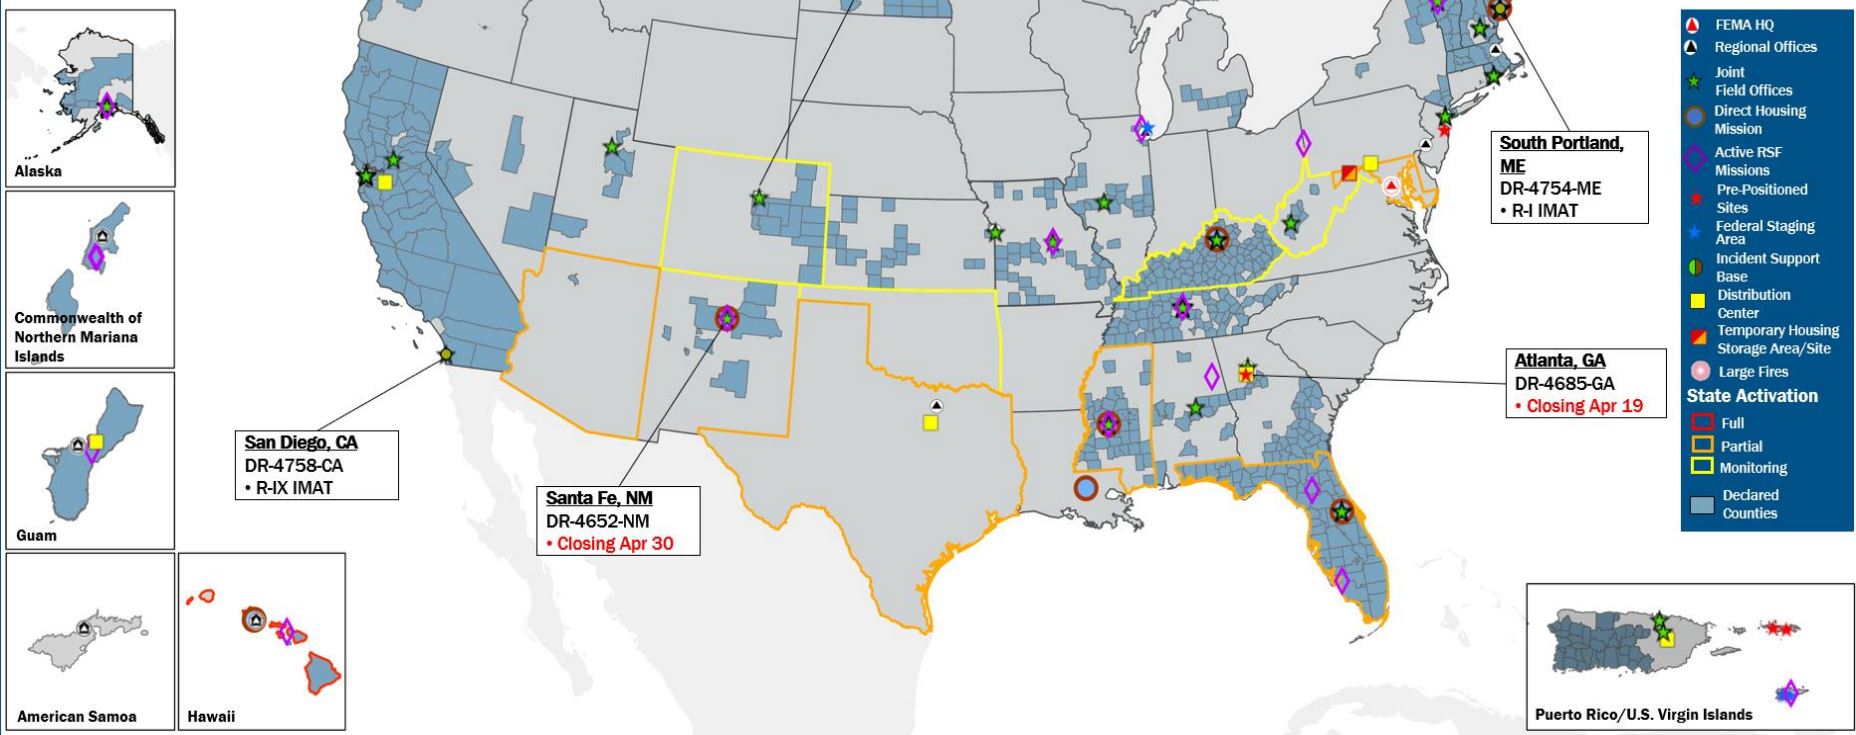 Alaska
Commonwealth of
Northern Mariana
Islands
Guam
American Samoa
Hawaii
San Diego, CA
DR-4758-CA
• R-IX IMAT
Santa Fe, NM
DR-4652-NM
• Closing Apr 30
South Portland,
ME
DR-4754-ME
• R-I IMAT
Atlanta, GA
DR-4685-GA
• Closing Apr 19
Puerto Rico/U.S. Virgin Islands
FEMA HQ
Regional Offices
Joint
Field Offices
Direct Housing
Mission
Active RSF
Missions
Pre-Positioned
Sites
Federal Staging
Area
Incident Support
Base
Distribution
Center
Temporary Housing
Storage Area/Site
Large Fires
State Activation
Full
Partial
Monitoring
Declared
Counties